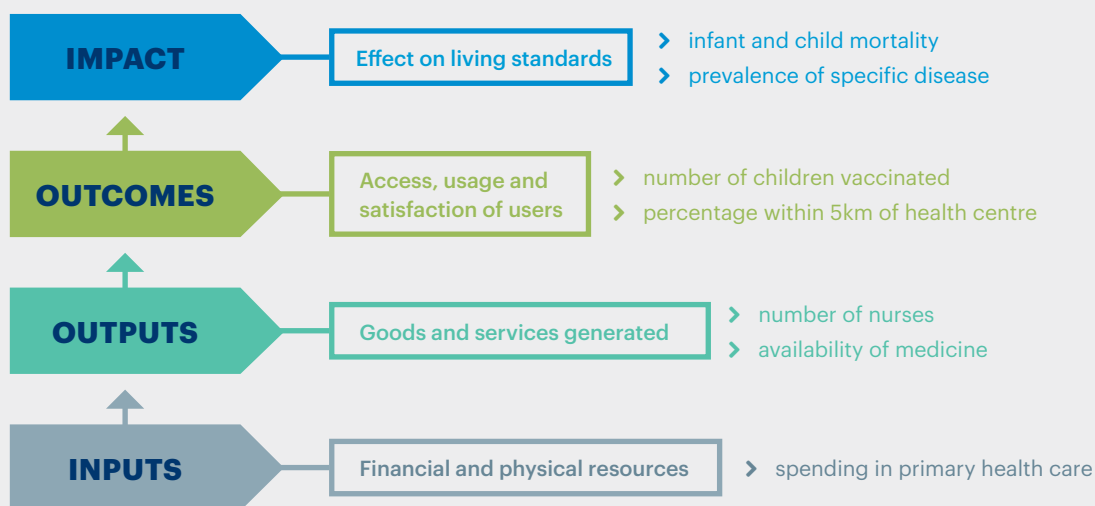 IMPACT
Effect on living standards
infant and child mortality
prevalence of specific disease
OUTCOMES
Access, usage and
satisfaction of users
number of children vaccinated
percentage within 5km of health centre
OUTPUTS
Goods and services generated
number of nurses
availability of medicine
INPUTS
Financial and physical resources
spending in primary health care